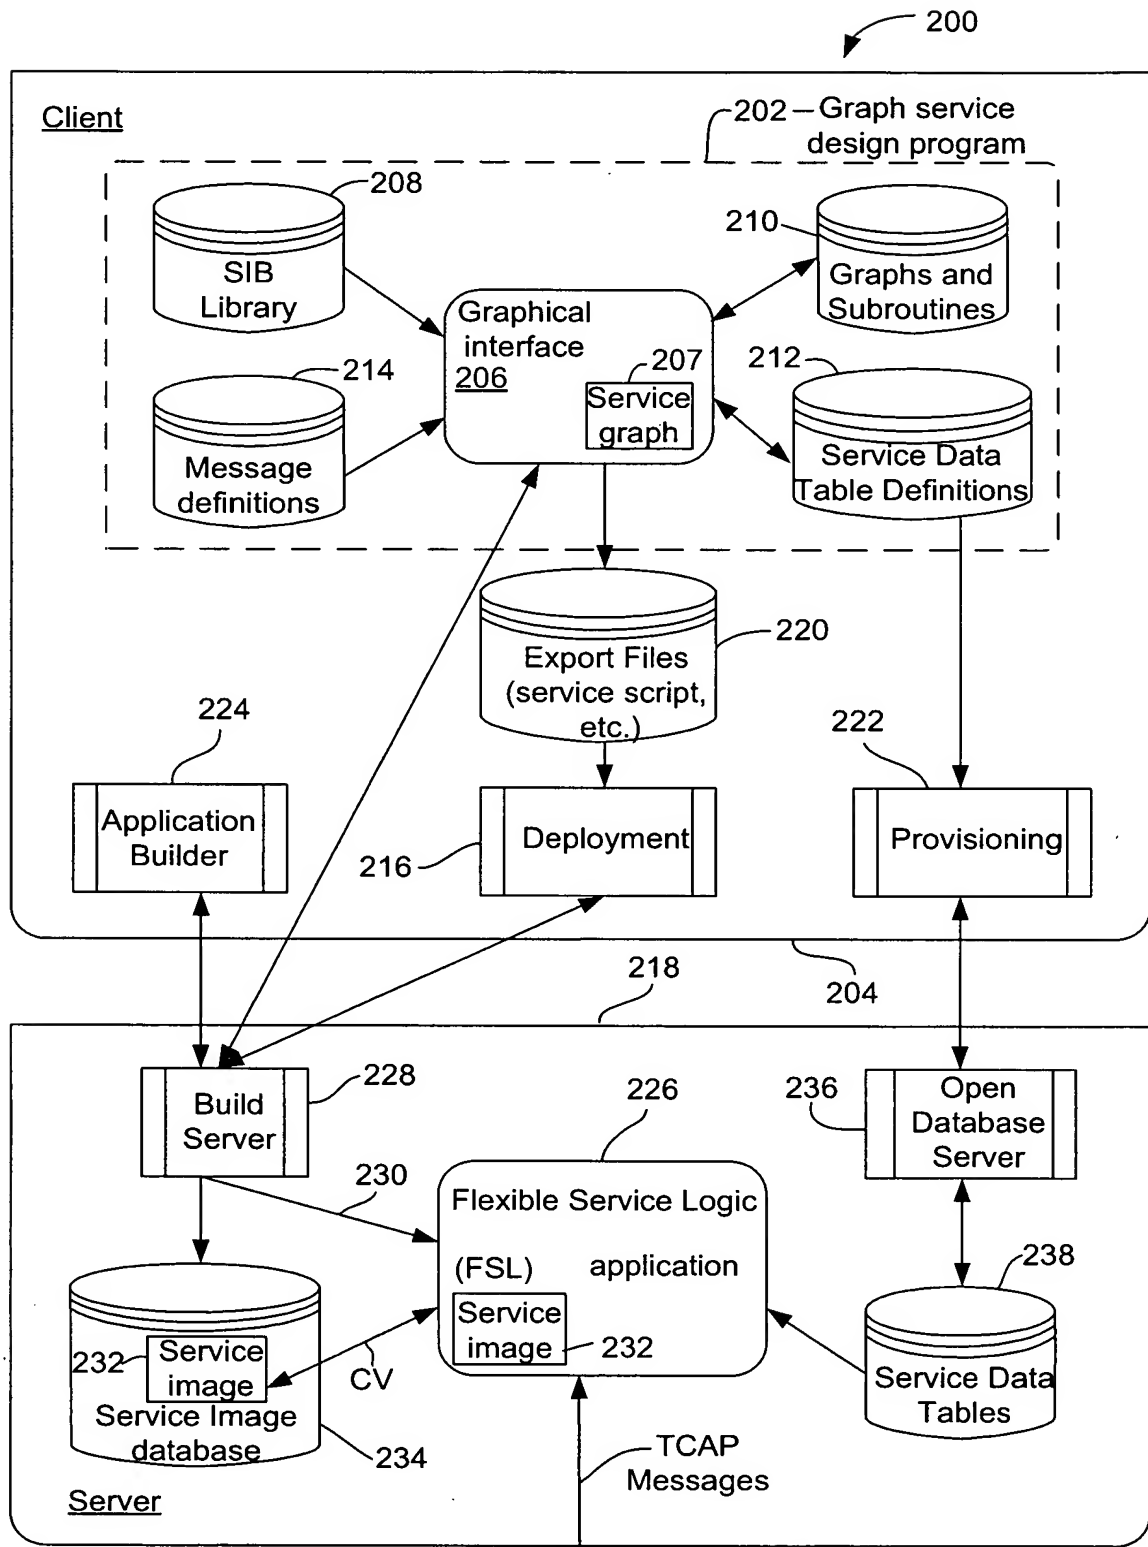 200
Client
202
Graph service
design program
208
SIB
Library
210
Graphs and
Subroutines
Graphical
interface
206
207
Service
graph
214
Message
definitions
212
Service Data
Table Definitions
220
Export Files
(service script,
etc.)
224
Application
Builder
216
Deployment
222
Provisioning
204
218
228
Build
Server
230
226
Flexible Service Logic
(FSL) application
Service
image
232
236
Open
Database
Server
238
Service Data
Tables
232
Service
image
Service Image
database
234
CV
TCAP
Messages
Server